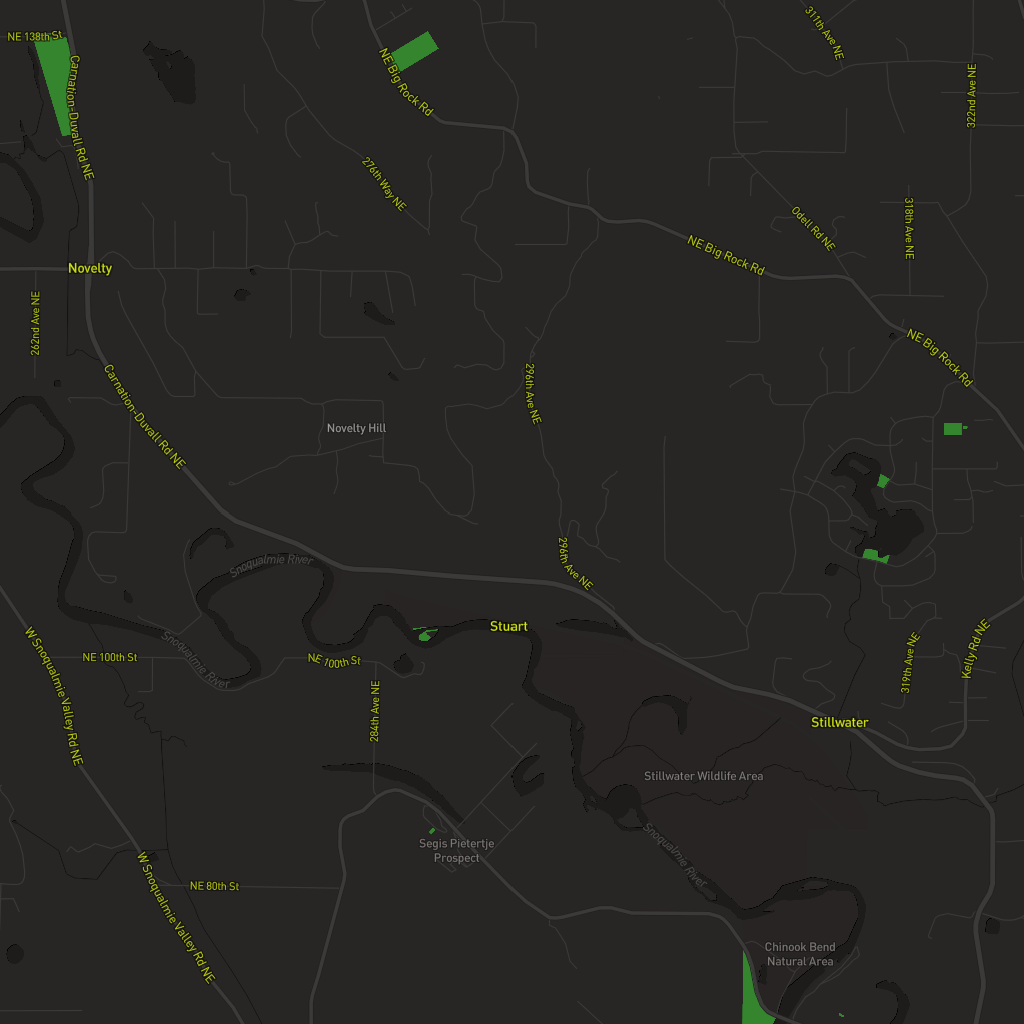 NE 138th St
Carnation-Duvall Rd NE
NE Big Rock Rd
311th Ave NE
322nd Ave NE
276th Way NE
Odell Rd NE
318th Ave NE
NE Big Rock Rd
Novelty
262nd Ave NE
NE Big Rock Rd
296th Ave NE
Carnation-Duvall Rd NE
Novelty Hill
296th Ave NE
Snoqualmie River
Stuart
W Snoqualmie Valley Rd NE
NE 100th St
Snoqualmie River
NE 100th St
319th Ave NE
Kelly Rd NE
284th Ave NE
Stillwater
Stillwater Wildlife Area
Segis Pietertje
Prospect
Snoqualmie River
W Snoqualmie Valley Rd NE
NE 80th St
Chinook Bend
Natural Area